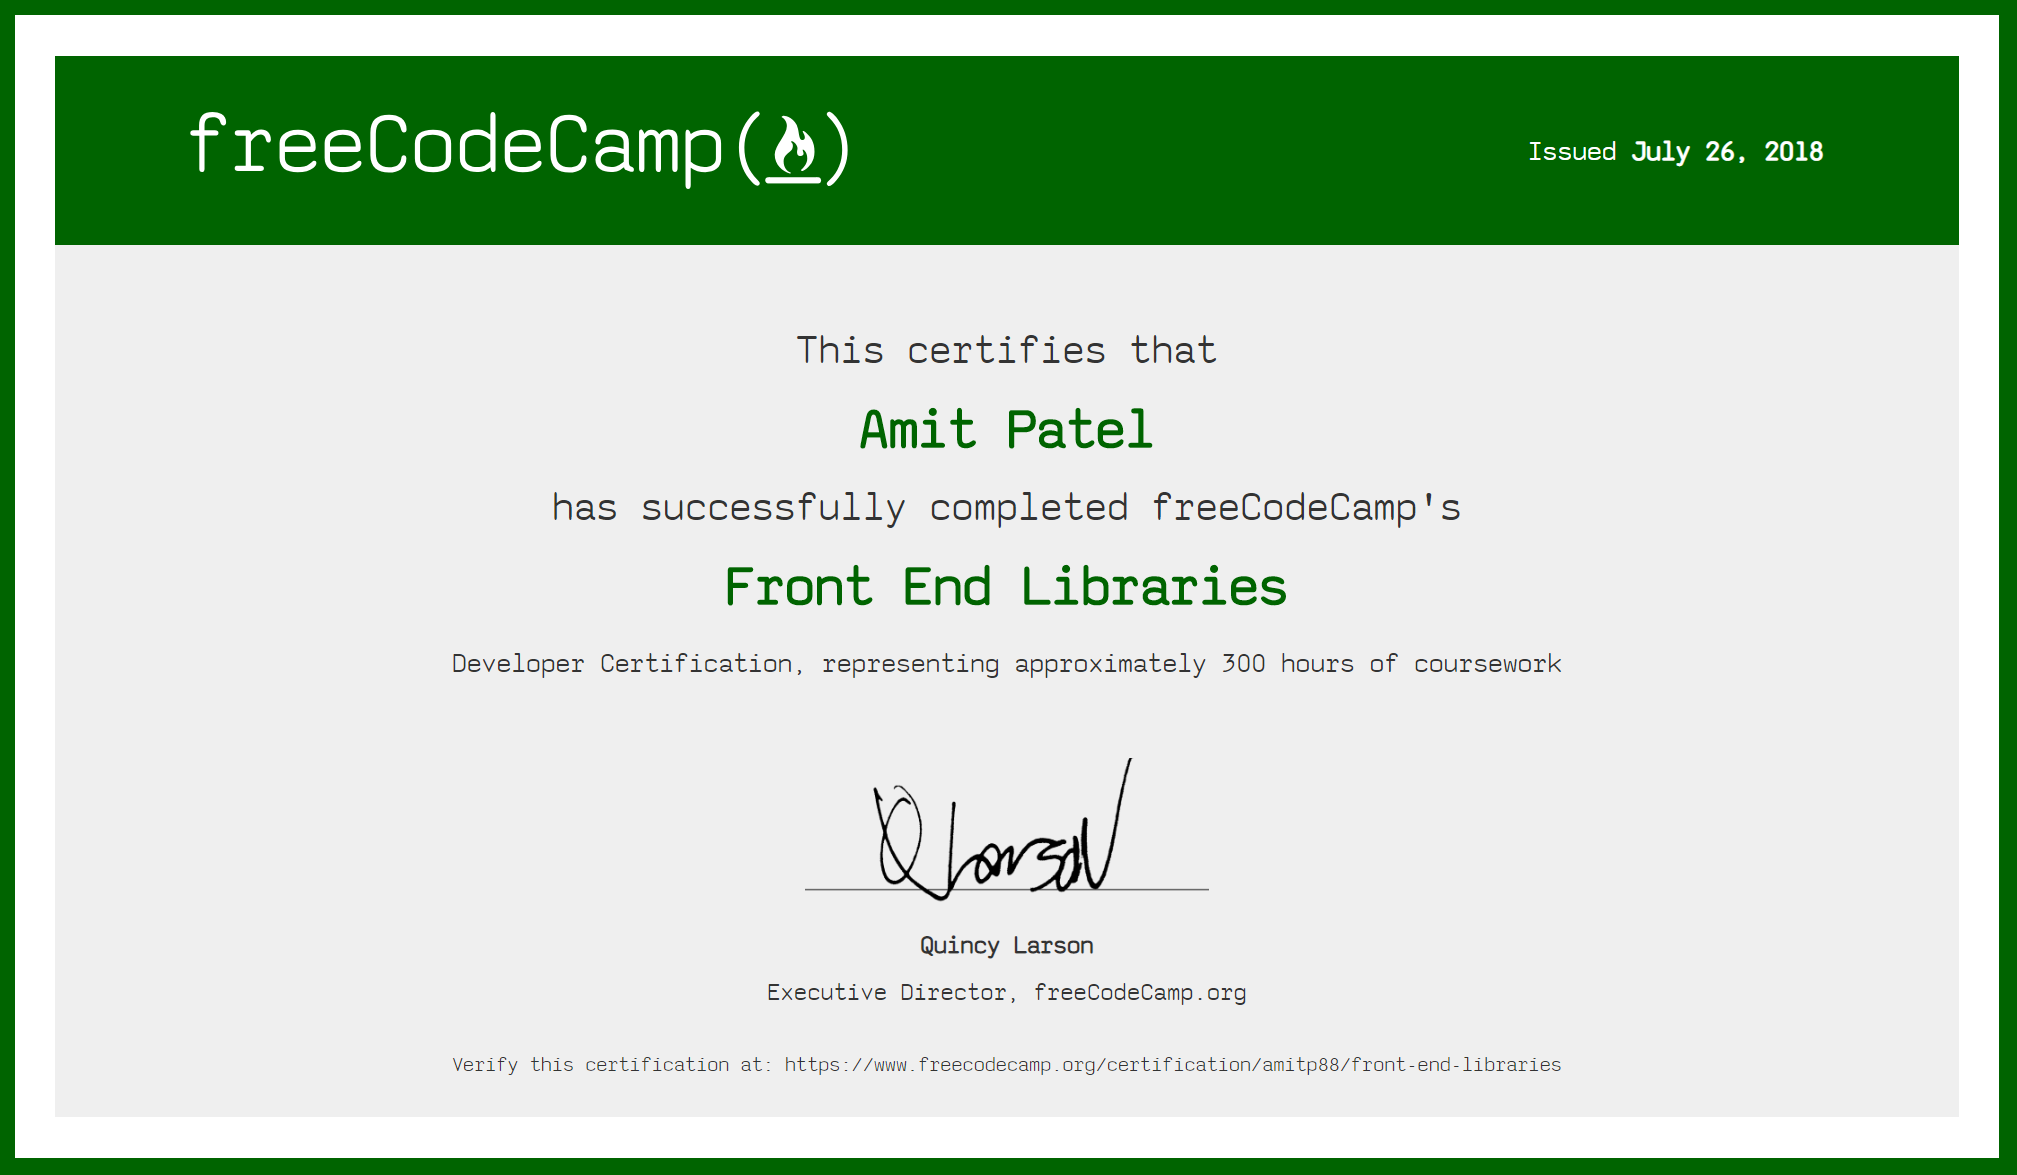 freeCodeCamp()
Issued July 26, 2018
This certifies that
Amit Patel
has successfully completed freeCodeCamp's
Front End Libraries
Developer Certification, representing approximately 300 hours of coursework
Q Larson
Quincy Larson
Executive Director, freeCodeCamp.org
Verify this certification at: https://www.freecodecamp.org/certification/amitp88/front-end-libraries